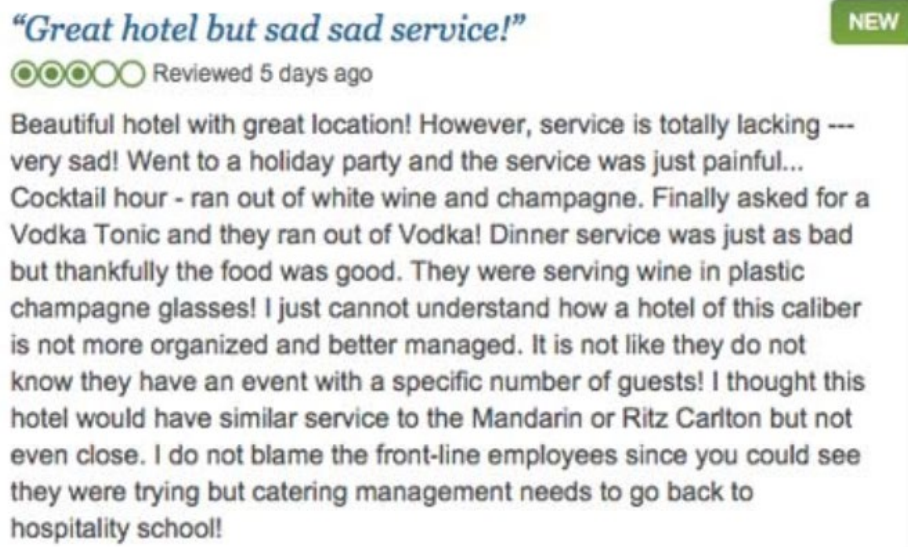 “Great hotel but sad sad service!”
NEW
Reviewed 5 days ago
Beautiful hotel with great location! However, service is totally lacking ---
very sad! Went to a holiday party and the service was just painful...
Cocktail hour - ran out of white wine and champagne. Finally asked for a
Vodka Tonic and they ran out of Vodka! Dinner service was just as bad
but thankfully the food was good. They were serving wine in plastic
champagne glasses! I just cannot understand how a hotel of this caliber
is not more organized and better managed. It is not like they do not
know they have an event with a specific number of guests! I thought this
hotel would have similar service to the Mandarin or Ritz Carlton but not
even close. I do not blame the front-line employees since you could see
they were trying but catering management needs to go back to
hospitality school!